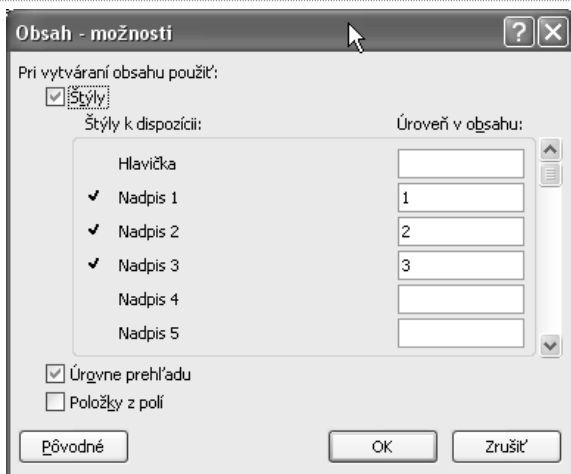 Obsah - možnosti
Pri vytváraní obsahu použiť:
Štýly
Štýly k dispozícii: Úroveň v obsahu:
Hlavička
Nadpis 1 1
Nadpis 2 2
Nadpis 3 3
Nadpis 4
Nadpis 5
Úrovne prehľadu
Položky z polí
Pôvodné OK Zrušiť